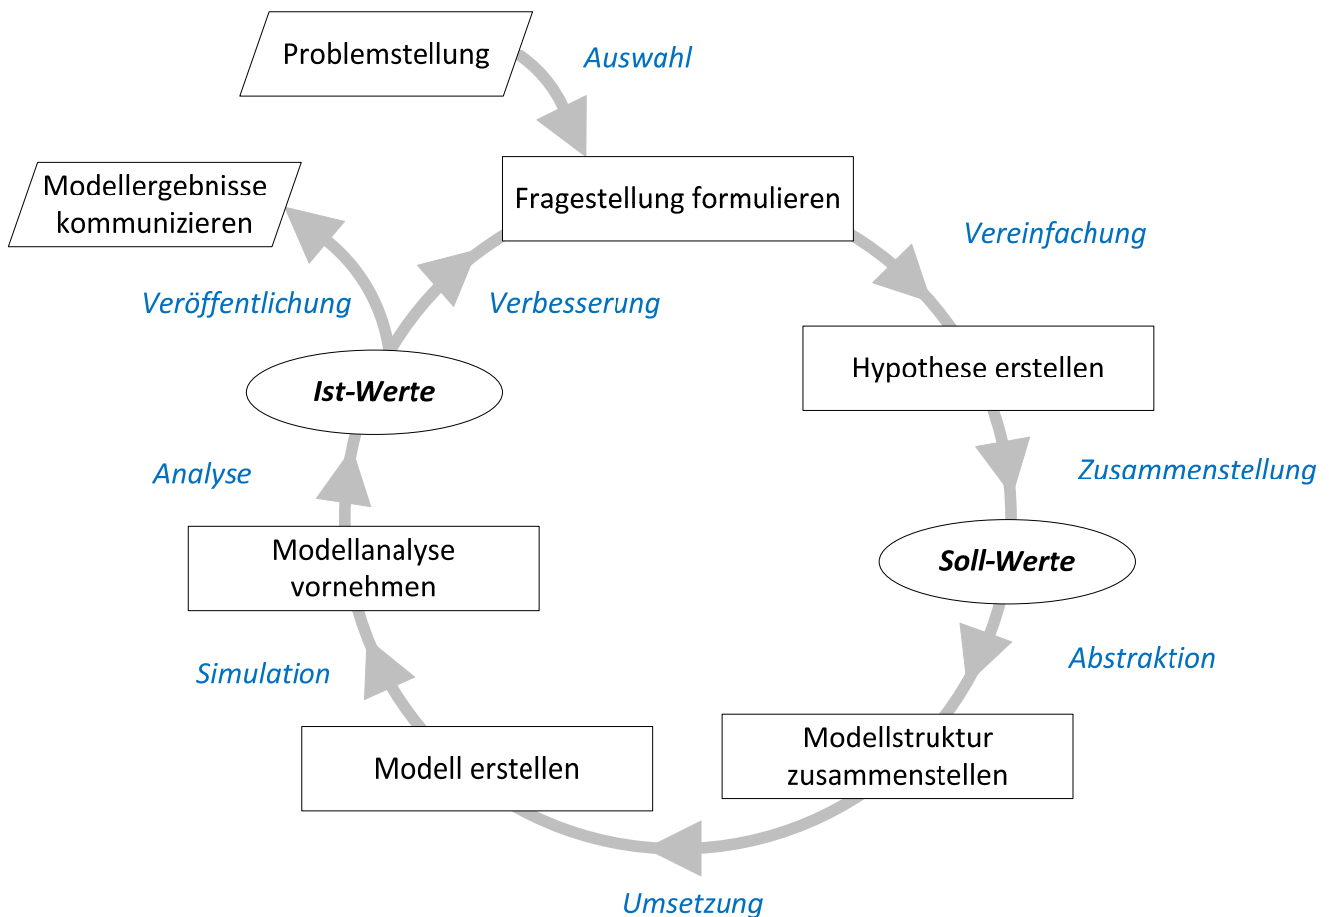 Problemstellung
Auswahl
Modellergebnisse
kommunizieren
Fragestellung formulieren
Vereinfachung
Veröffentlichung
Verbesserung
Hypothese erstellen
Ist-Werte
Analyse
Zusammenstellung
Modellanalyse
vornehmen
Soll-Werte
Simulation
Abstraktion
Modell erstellen
Modellstruktur
zusammenstellen
Umsetzung